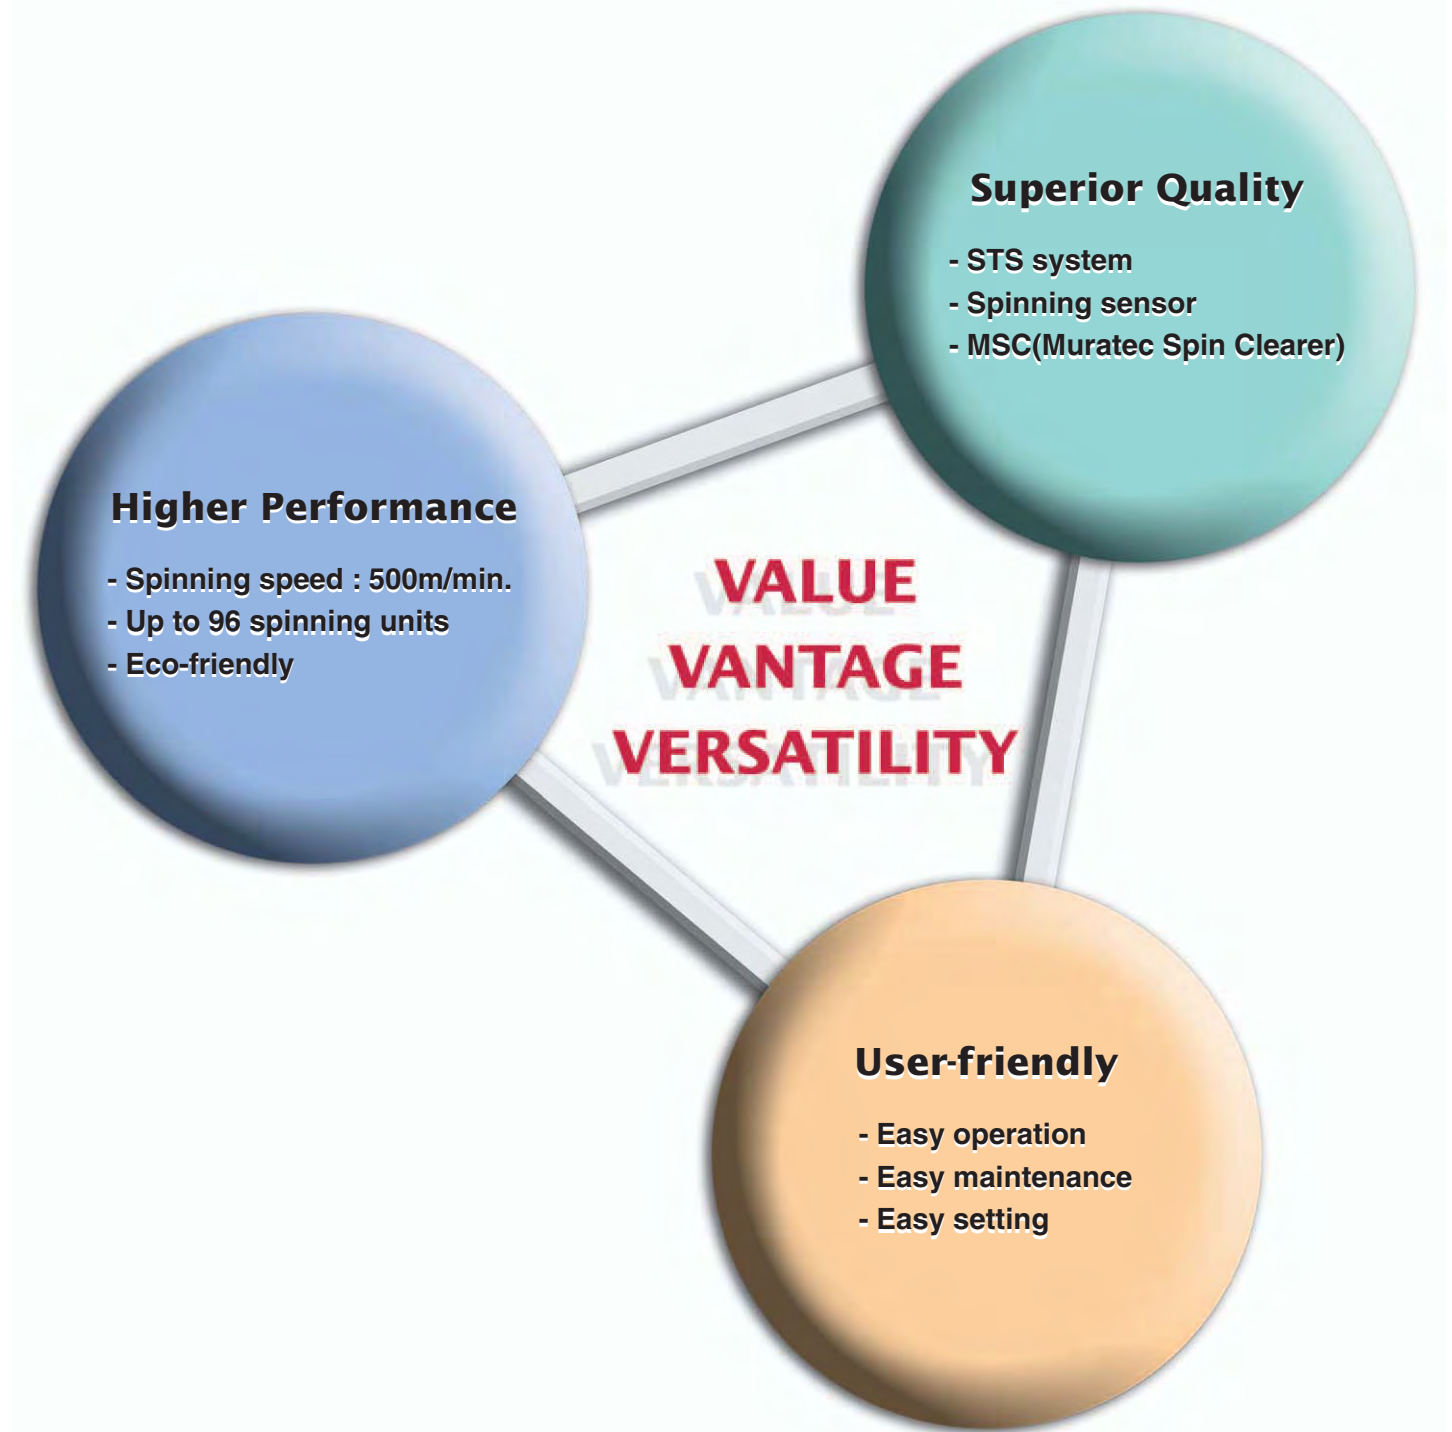 Superior Quality
- STS system
- Spinning sensor
- MSC(Muratec Spin Clearer)
Higher Performance
- Spinning speed : 500m/min.
- Up to 96 spinning units
- Eco-friendly
VALUE
VANTAGE
VERSATILITY
User-friendly
- Easy operation
- Easy maintenance
- Easy setting